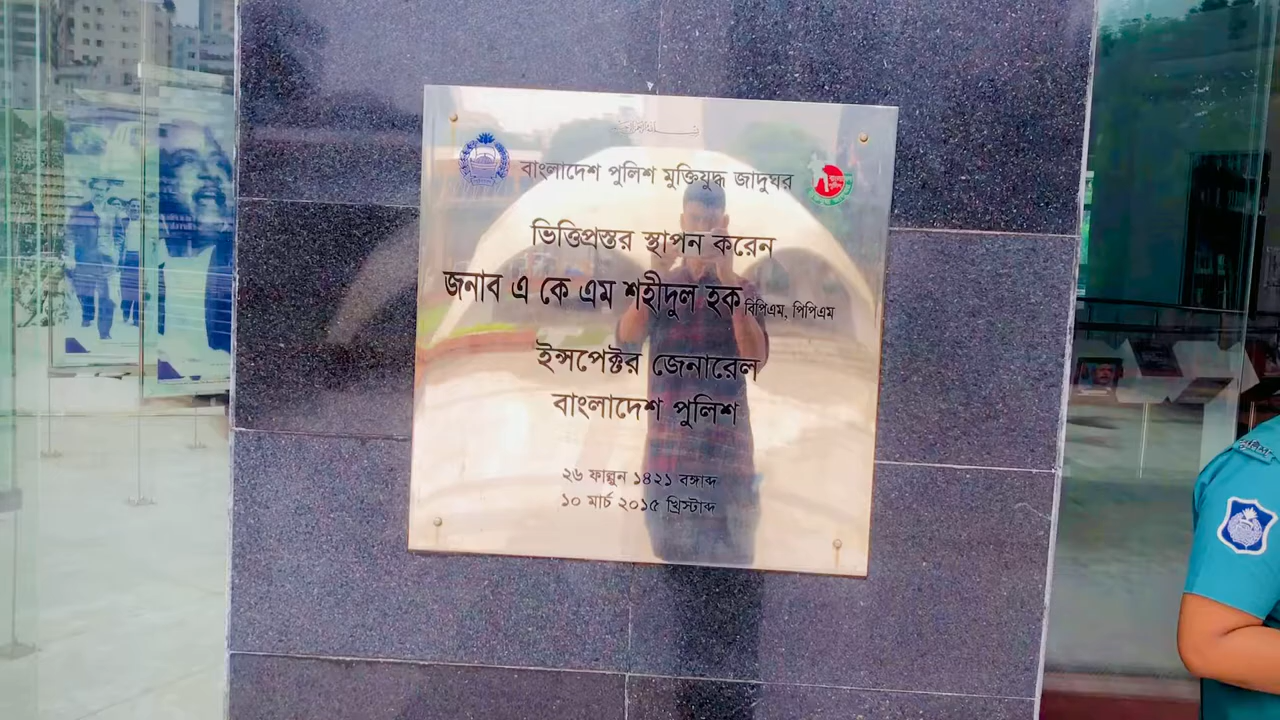 বাংলাদেশ পুলিশ মুক্তিযুদ্ধ জাদুঘর
ভিত্তিপ্রস্তর স্থাপন করেন
জনাব এ কে এম শহীদুল হক বিপিএম, পিপিএম
ইন্সপেক্টর জেনারেল
বাংলাদেশ পুলিশ
২৬ ফাল্গুন ১৪২১ বঙ্গাব্দ
১০ মার্চ ২০১৫ খ্রিস্টাব্দ